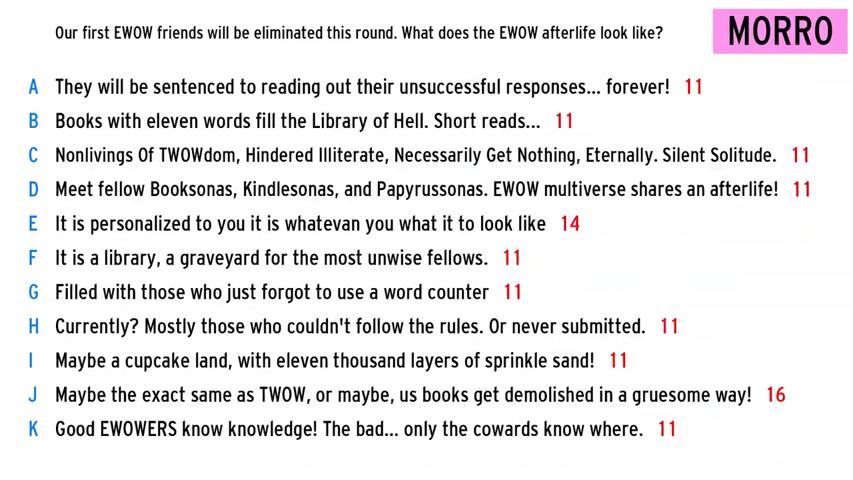 Our first EWOW friends will be eliminated this round. What does the EWOW afterlife look like?
MORRO
A They will be sentenced to reading out their unsuccessful responses... forever! 11
B Books with eleven words fill the Library of Hell. Short reads... 11
C Nonlivings Of TWOWdom, Hindered Illiterate, Necessarily Get Nothing, Eternally. Silent Solitude. 11
D Meet fellow Booksonas, Kindlesonas, and Papyrussonas. EWOW multiverse shares an afterlife! 11
E It is personalized to you it is whatevan you what it to look like 14
F It is a library, a graveyard for the most unwise fellows. 11
G Filled with those who just forgot to use a word counter 11
H Currently? Mostly those who couldn't follow the rules. Or never submitted. 11
I Maybe a cupcake land, with eleven thousand layers of sprinkle sand! 11
J Maybe the exact same as TWOW, or maybe, us books get demolished in a gruesome way! 16
K Good EWOWERS know knowledge! The bad... only the cowards know where. 11